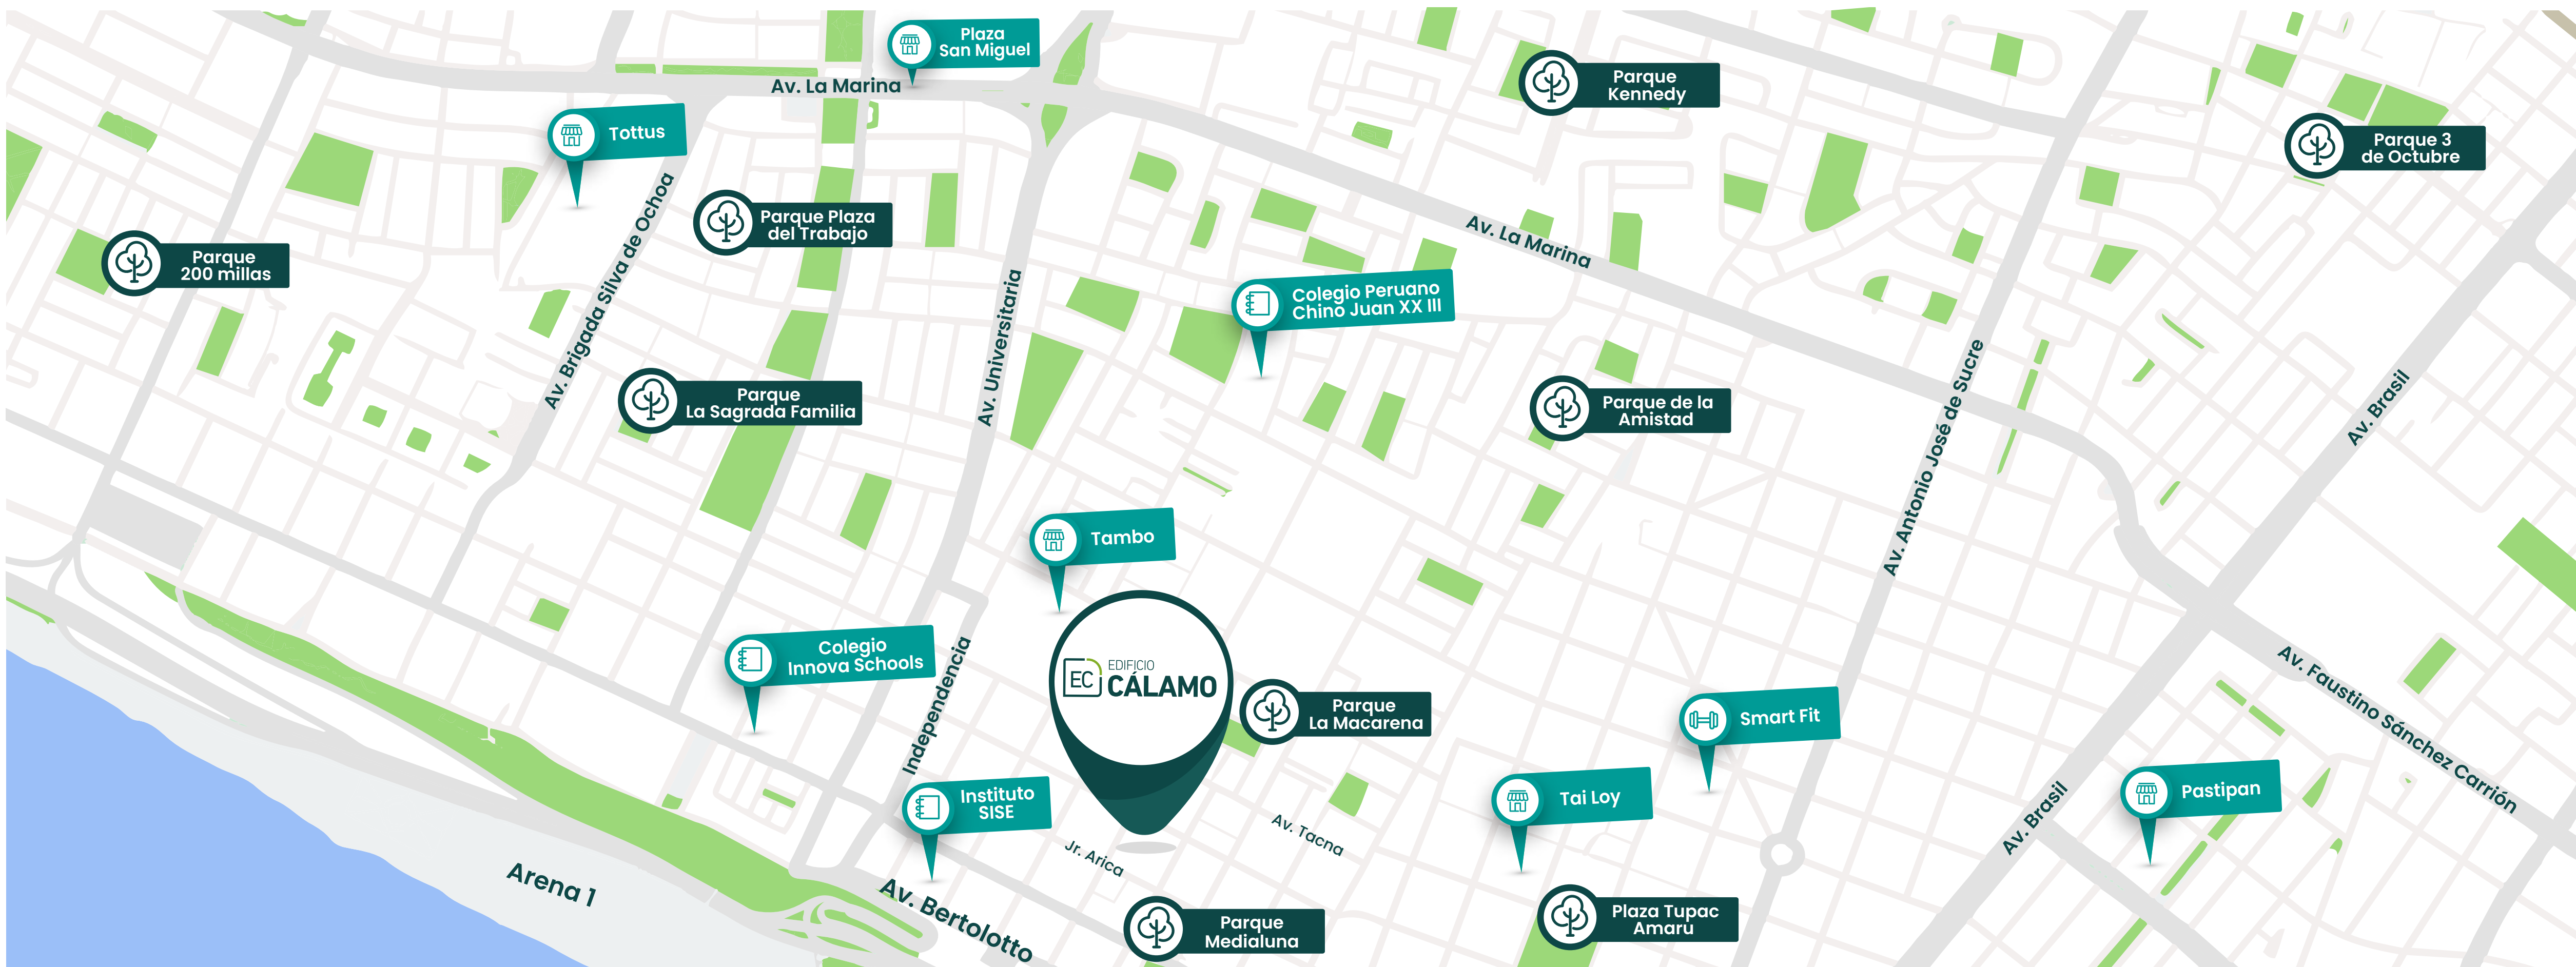 Plaza
San Miguel
Av. La Marina
Parque
Kennedy
Tottus
Parque 3
de Octubre
Parque Plaza
del Trabajo
Av. La Marina
Parque
200 millas
Av. Brigada Silva de Ochoa
Av. Universitaria
Colegio Peruano
Chino Juan XX III
Parque
La Sagrada Familia
Parque de la
Amistad
Av. Antonio José de Sucre
Av. Brasil
Tambo
Colegio
Innova Schools
Independencia
EC
EDIFICIO
CÁLAMO
Parque
La Macarena
Smart Fit
Av. Faustino Sánchez Carrión
Instituto
SISE
Tai Loy
Pastipan
Av. Brasil
Av. Tacna
Jr. Arica
Arena 1
Av. Bertolotto
Parque
Medialuna
Plaza Tupac
Amaru